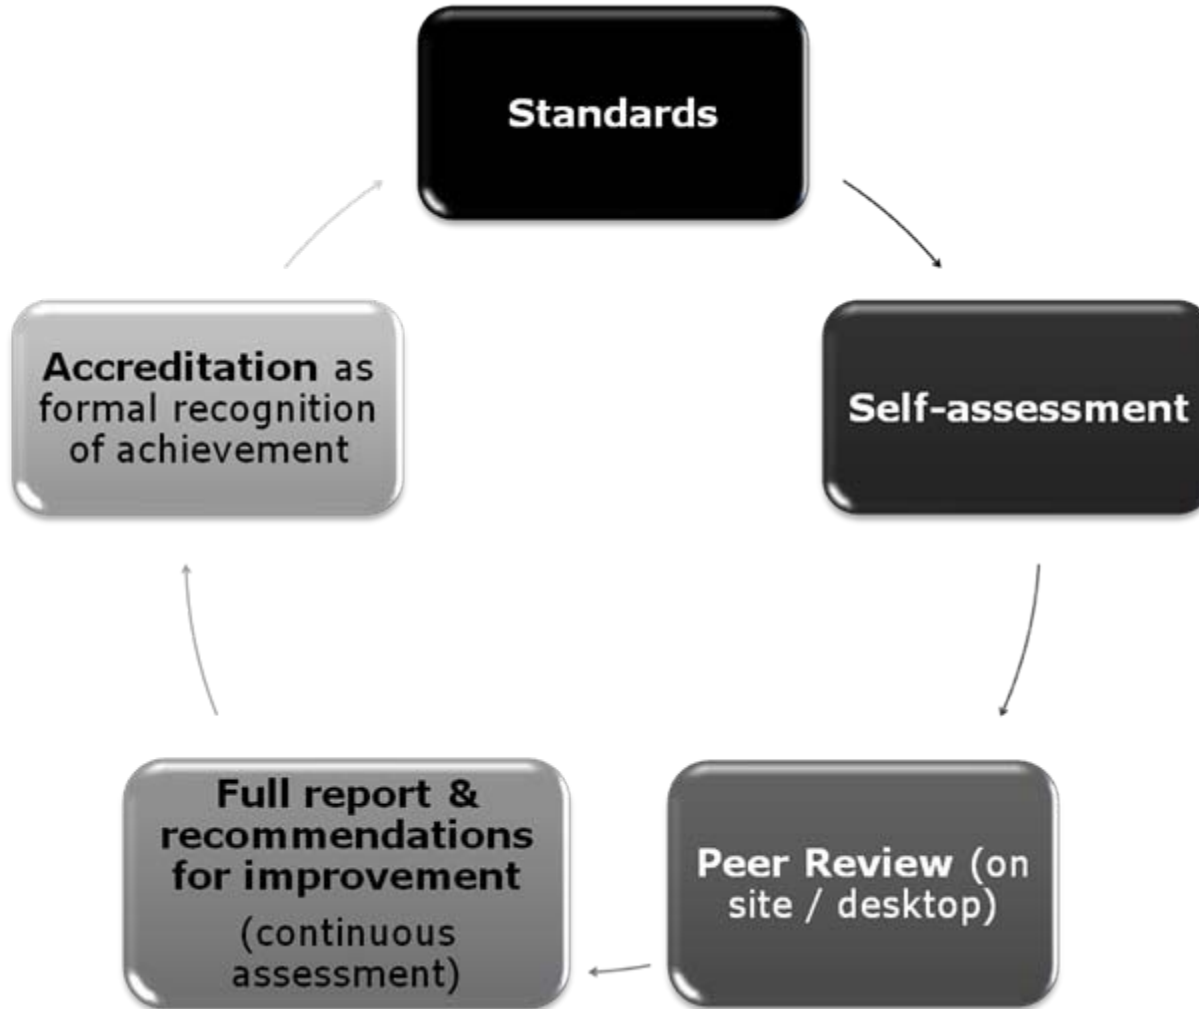 Standards
Self-assessment
Peer Review (on
site / desktop)
Full report &
recommendations
for improvement
(continuous
assessment)
Accreditation as
formal recognition
of achievement